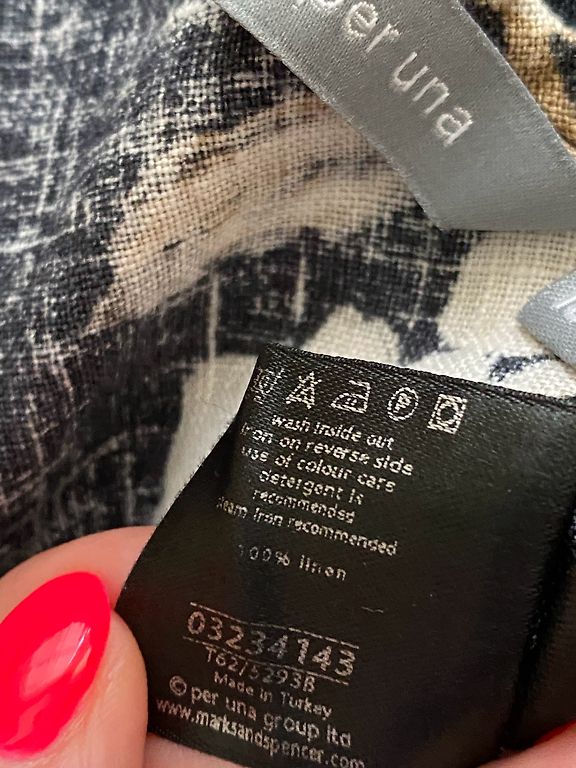 per una
P
wash inside out
iron on reverse side
use of colour care
detergent is
recommended
steam iron recommended
100% linen
03234143
T62/5293B
Made in Turkey
© per una group ltd
www.marksandspencer.com